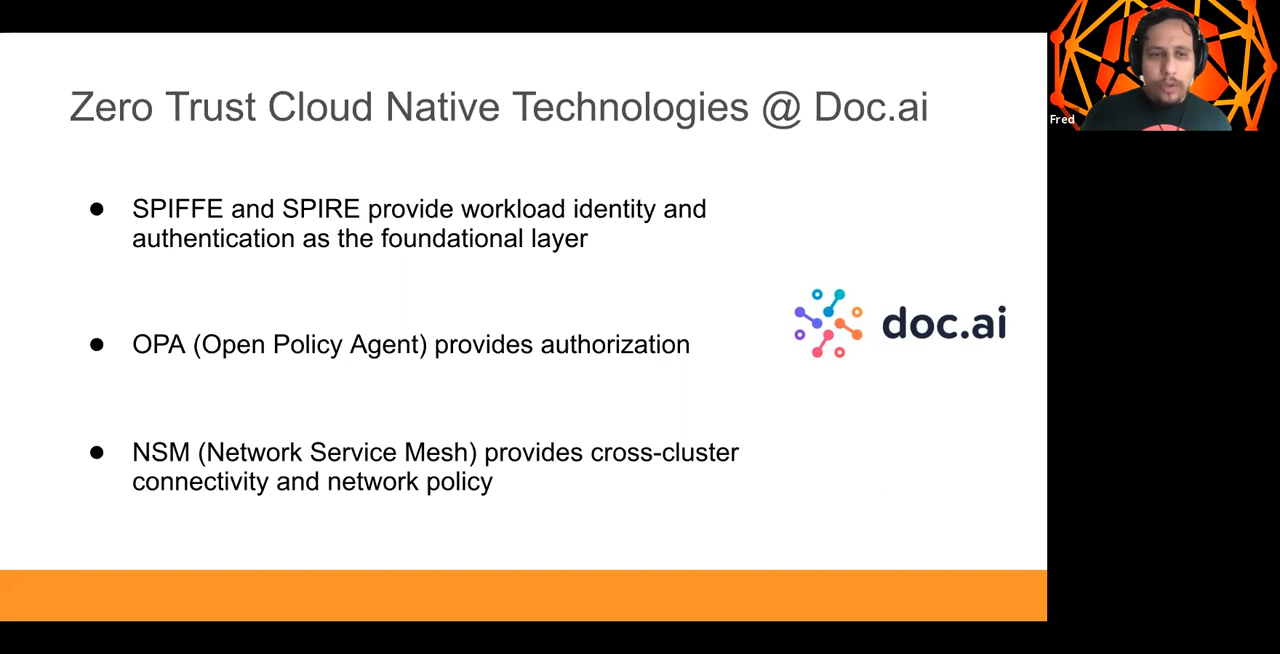 Zero Trust Cloud Native Technologies @ Doc.ai
Fred
● SPIFFE and SPIRE provide workload identity and
authentication as the foundational layer
doc.ai
● OPA (Open Policy Agent) provides authorization
● NSM (Network Service Mesh) provides cross-cluster
connectivity and network policy